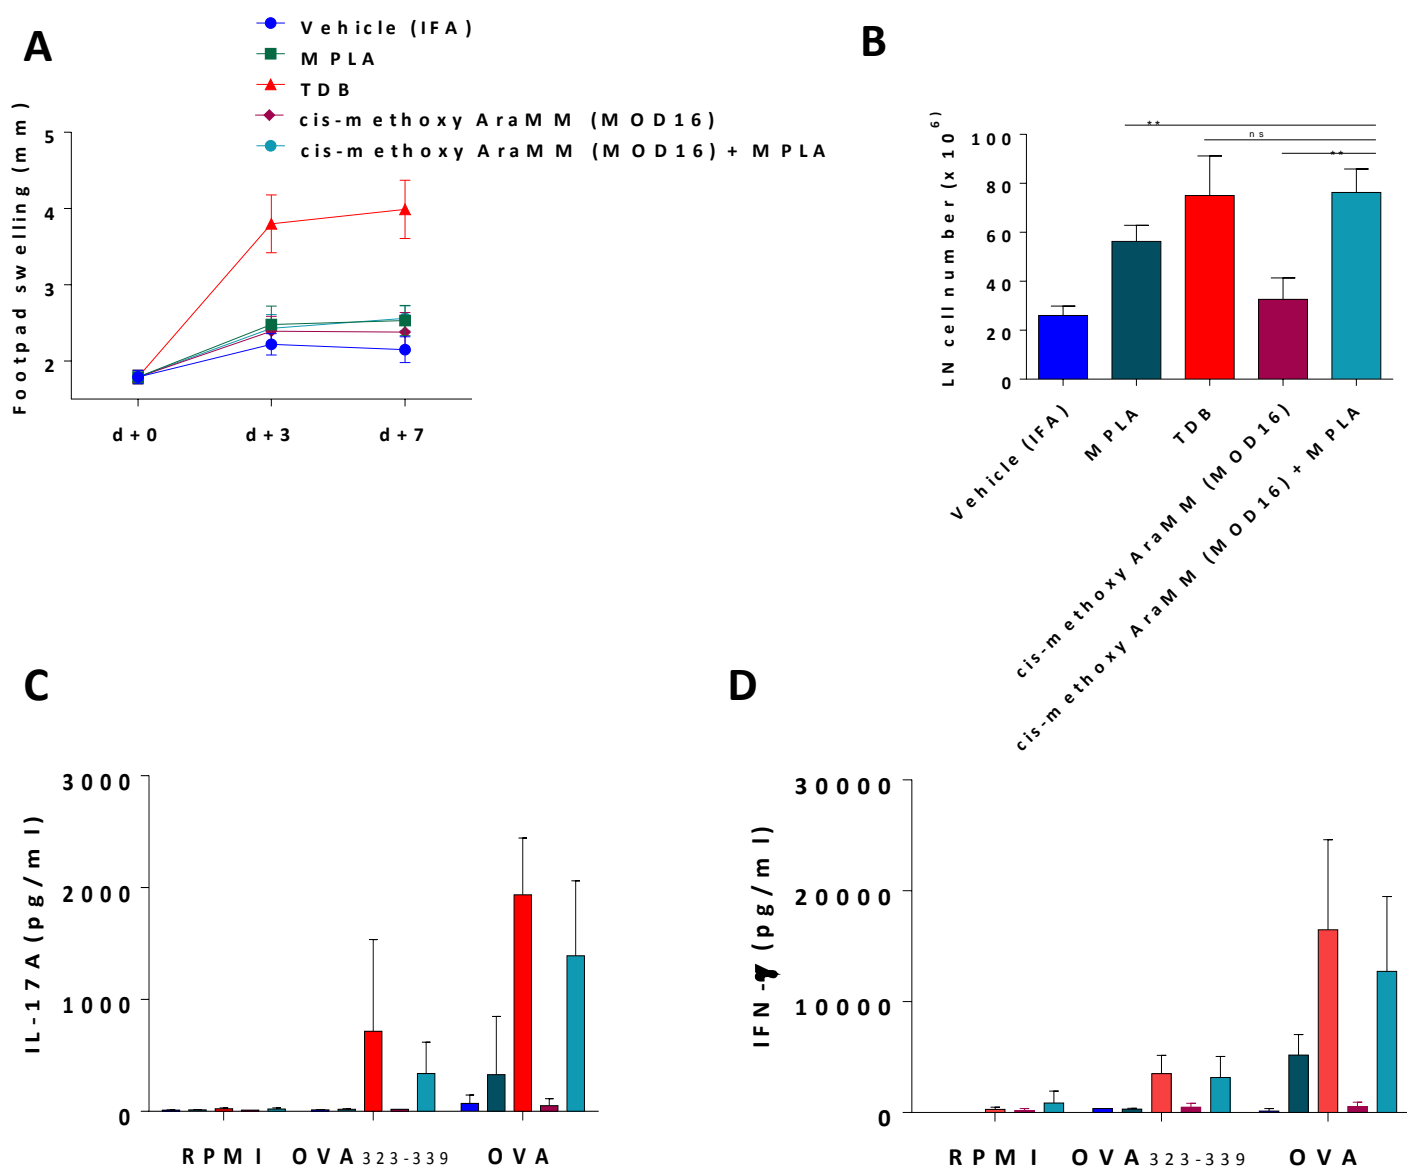 A
Vehicle (IFA)
MPLA
TDB
cis-methoxy AraMM (MOD16)
cis-methoxy AraMM (MOD16) + MPLA
Footpad swelling (mm)
5
4
3
2
d+0 d+3 d+7
B
LN cellnumber (x 10^6)
100
80
60
40
20
0
**
ns
**
Vehicle (IFA)
MPLA
TDB
cis-methoxy AraMM (MOD16)
cis-methoxy AraMM (MOD16) + MPLA
C
IL-17A (pg/ml)
3000
2000
1000
0
RPMI OVA323-339 OVA
D
IFN-γ (pg/ml)
30000
20000
10000
0
RPMI OVA323-339 OVA